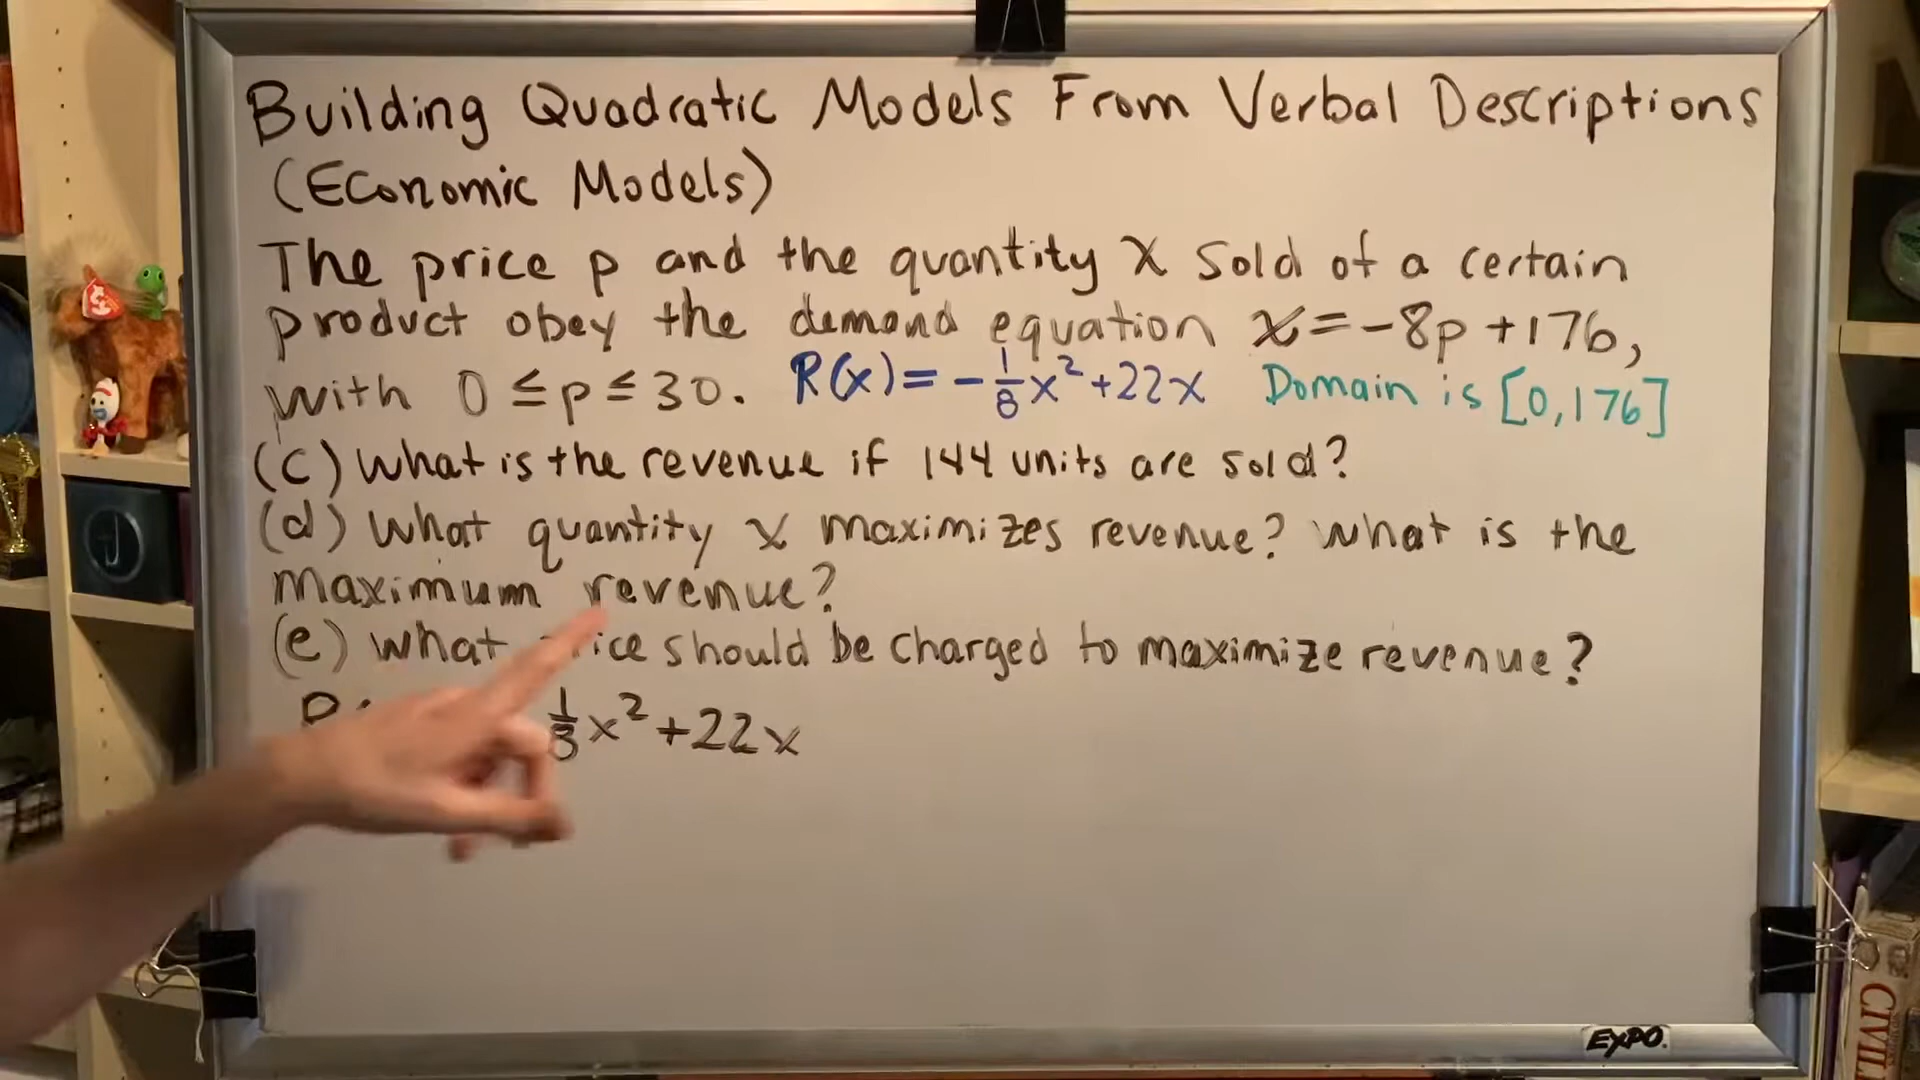 Building Quadratic Models From Verbal Descriptions
(Economic Models)
The price p and the quantity x sold of a certain
product obey the demand equation x=-8p+176,
with 0≤p≤30. R(x)=-1/8x²+22x Domain is [0,176]
(c) What is the revenue if 144 units are sold?
(d) What quantity x maximizes revenue? What is the
maximum revenue?
(e) What should be charged to maximize revenue?
1/8x²+22x
EXPO.
CIVIL